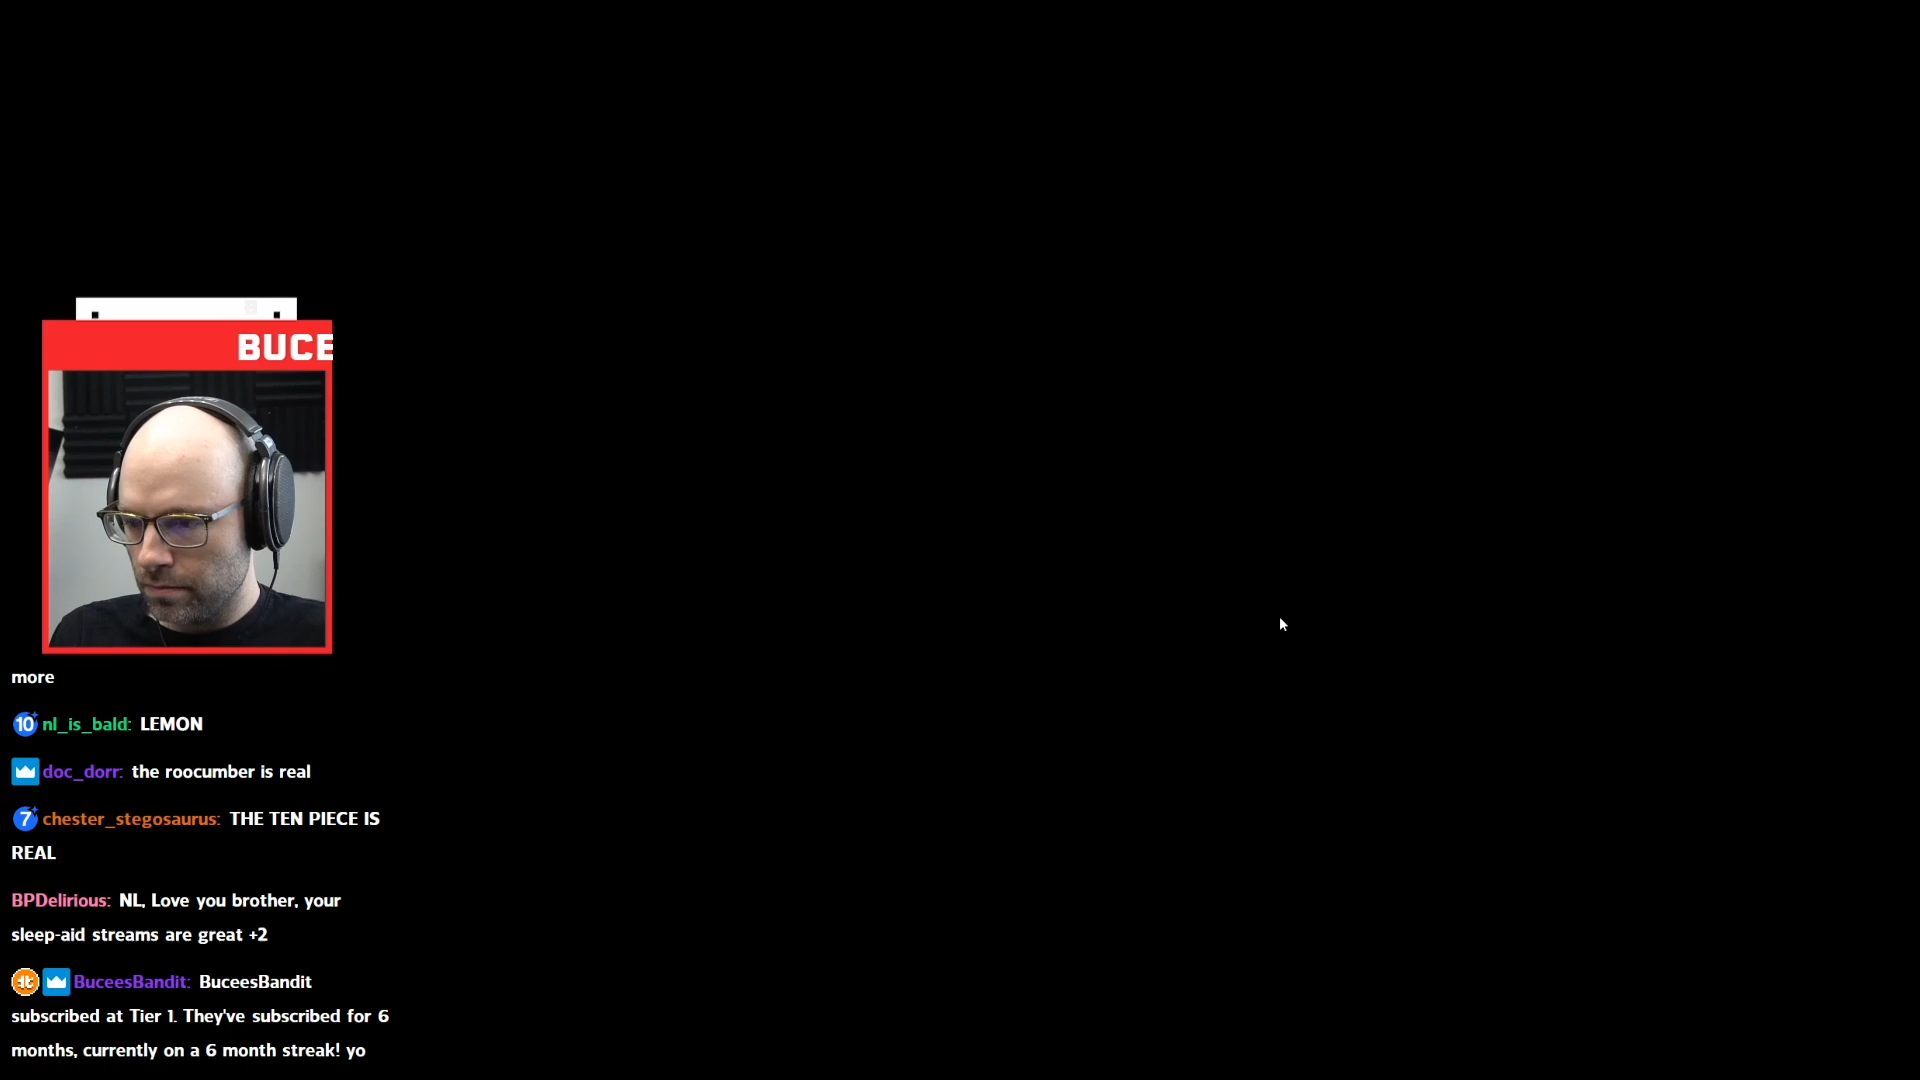 BUCE
more
10 nl_is_bald: LEMON
doc_dorr: the roocumber is real
7 chester_stegosaurus: THE TEN PIECE IS
REAL
BPDelirious: NL, Love you brother, your
sleep-aid streams are great +2
BuceesBandit: BuceesBandit
subscribed at Tier 1. They've subscribed for 6
months, currently on a 6 month streak! yo